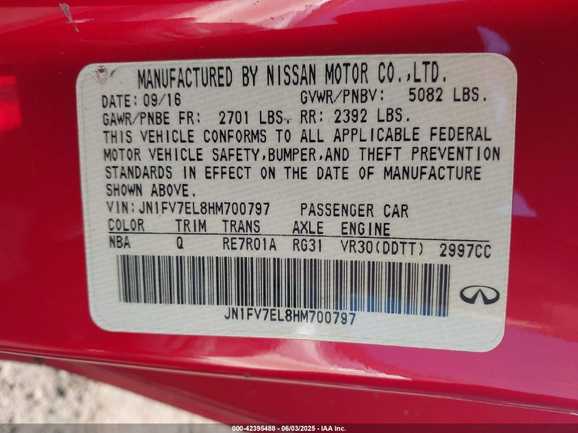 MANUFACTURED BY NISSAN MOTOR CO.,LTD.
DATE: 09/16 GVWR/PNBV: 5082 LBS.
GAWR/PNBE FR: 2701 LBS, RR: 2392 LBS.
THIS VEHICLE CONFORMS TO ALL APPLICABLE FEDERAL
MOTOR VEHICLE SAFETY,BUMPER,AND THEFT PREVENTION
STANDARDS IN EFFECT ON THE DATE OF MANUFACTURE
SHOWN ABOVE.
VIN: JN1FV7EL8HM700797 PASSENGER CAR
COLOR TRIM TRANS AXLE ENGINE
NBA Q RE7R01A RG31 VR30(DDTT) 2997CC
JN1FV7EL8HM700797
000-42395488 - 06/03/2025 - IAA Inc.